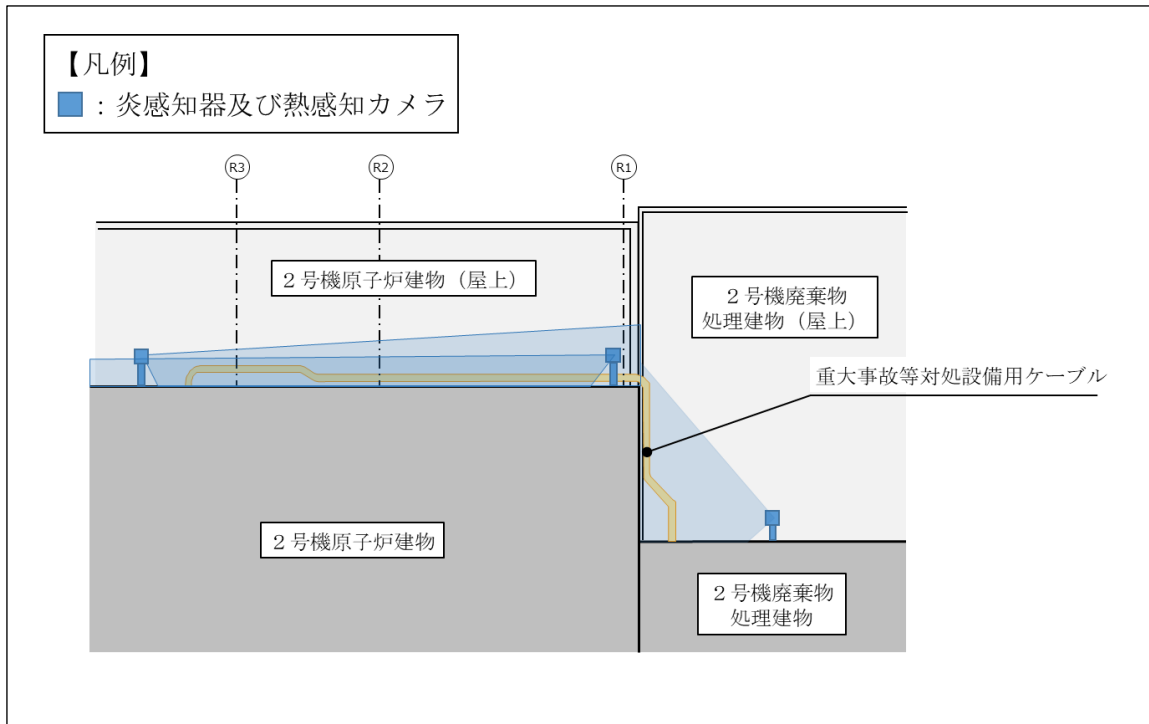 【凡例】
：炎感知器及び熱感知カメラ
R3
R2
R1
２号機原子炉建物（屋上）
２号機廃棄物
処理建物（屋上）
重大事故等対処設備用ケーブル
２号機原子炉建物
２号機廃棄物
処理建物